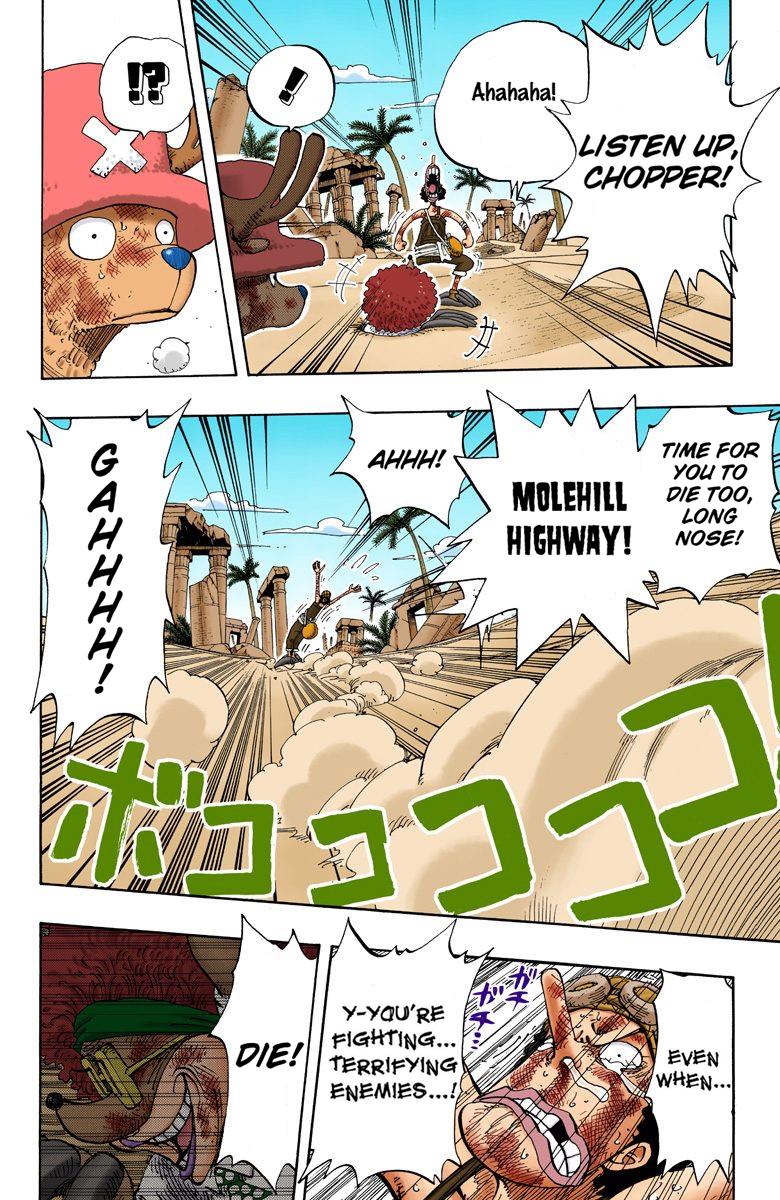 LISTEN UP,
CHOPPER!
Ahahaha!
!
!?
TIME FOR
YOU TO
DIE TOO,
LONG
NOSE!
MOLEHILL
HIGHWAY!
AHHH!
GAHHHH!
ボコココココ!
EVEN
WHEN...
ガチ
ガチ…
Y-YOU'RE
FIGHTING...
TERRIFYING
ENEMIES...!
DIE!